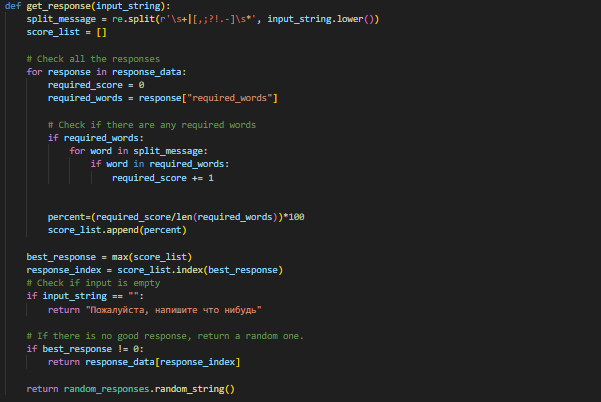 def get_response(input_string):
    split_message = re.split(r'\s+|[,;?!.-]\s*', input_string.lower())
    score_list = []

    # Check all the responses
    for response in response_data:
        required_score = 0
        required_words = response["required_words"]

        # Check if there are any required words
        if required_words:
            for word in split_message:
                if word in required_words:
                    required_score += 1


        percent=(required_score/len(required_words))*100
        score_list.append(percent)

    best_response = max(score_list)
    response_index = score_list.index(best_response)
    # Check if input is empty
    if input_string == "":
        return "Пожалуйста, напишите что нибудь"

    # If there is no good response, return a random one.
    if best_response != 0:
        return response_data[response_index]

    return random_responses.random_string()